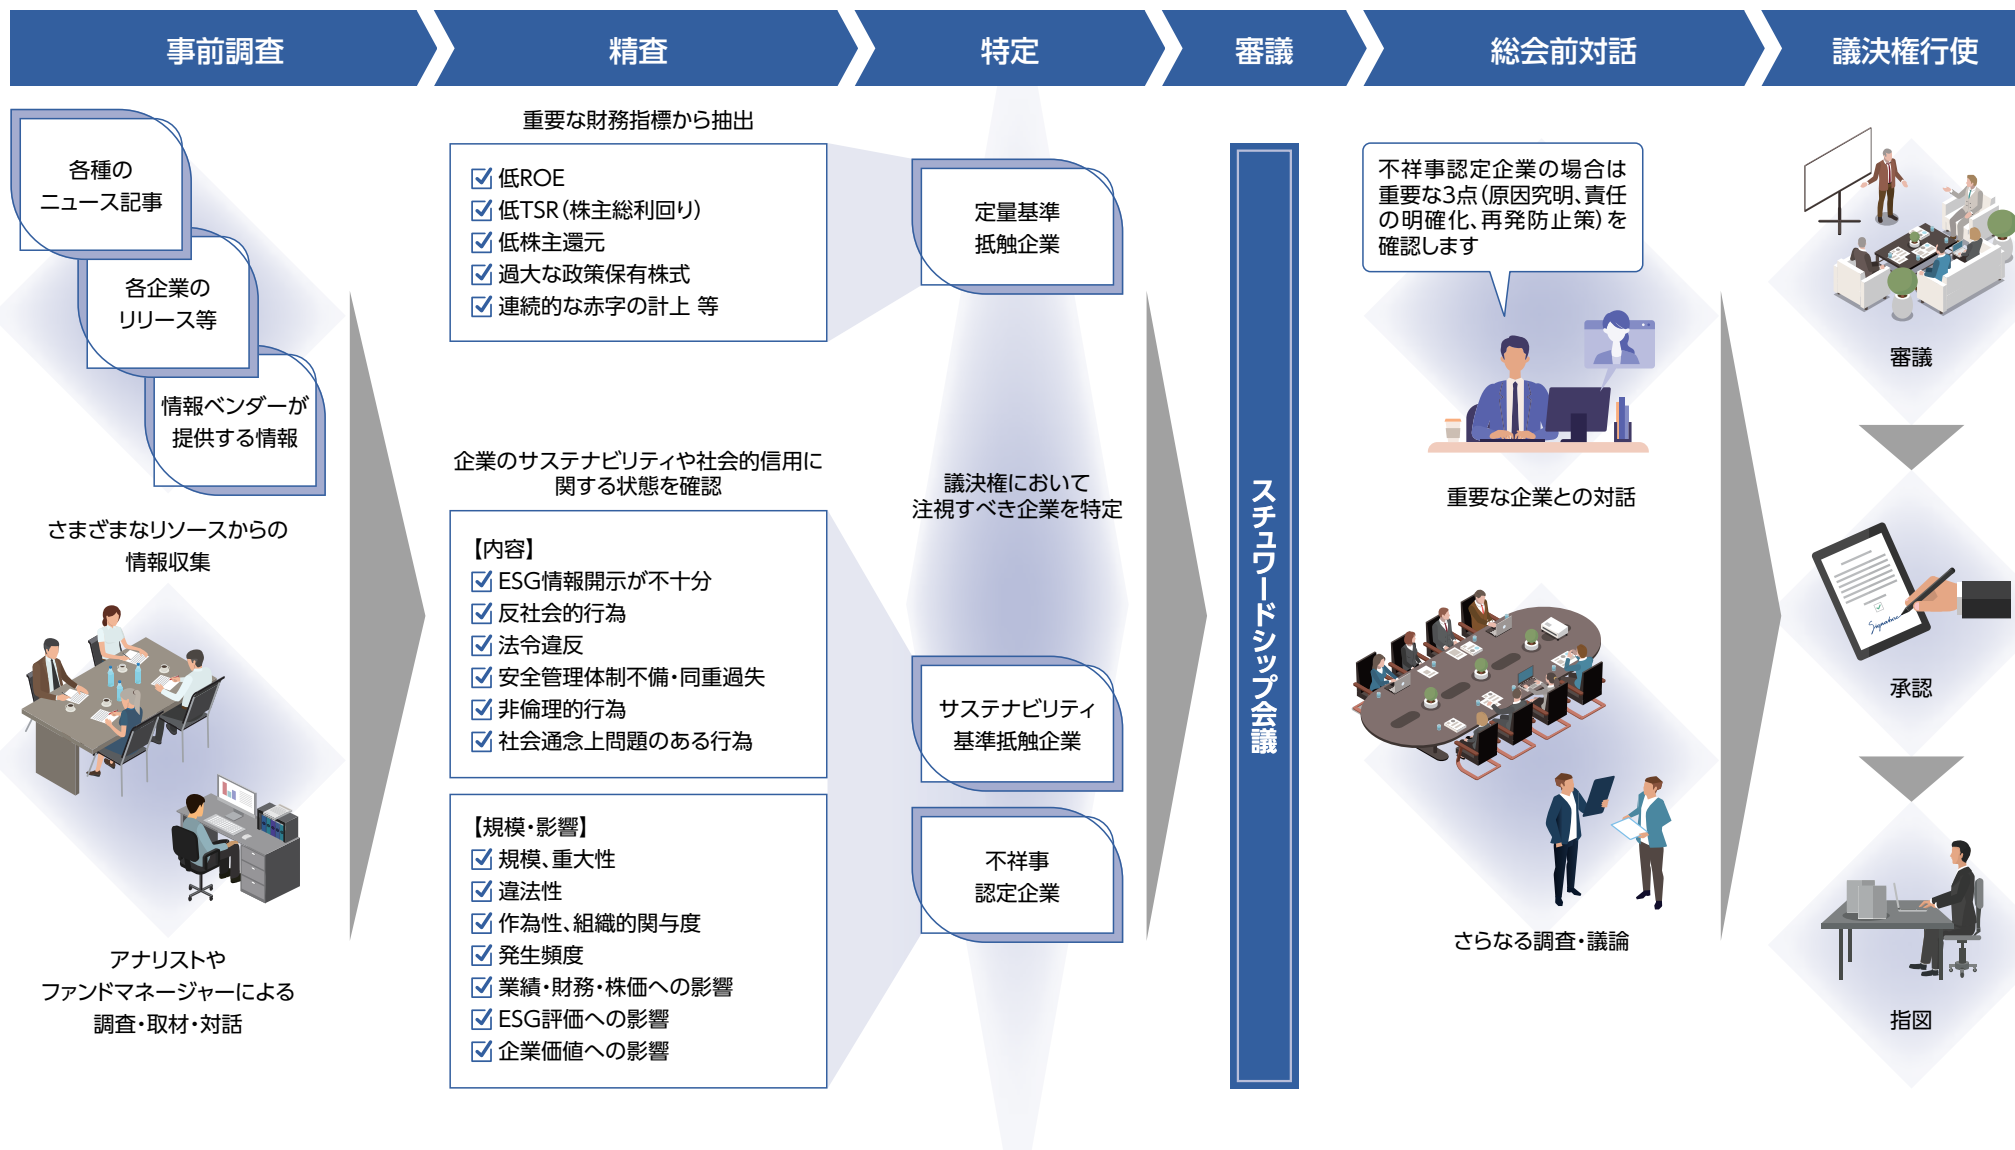 事前調査
精査
特定
審議
総会前対話
議決権行使
各種の
ニュース記事
各企業の
リリース等
情報ベンダーが
提供する情報
さまざまなリソースからの
情報収集
アナリストや
ファンドマネージャーによる
調査・取材・対話
重要な財務指標から抽出
低ROE
低TSR（株主総利回り）
低株主還元
過大な政策保有株式
連続的な赤字の計上 等
企業のサステナビリティや社会的信用に
関する状態を確認
【内容】
ESG情報開示が不十分
反社会的行為
法令違反
安全管理体制不備・同重過失
非倫理的行為
社会通念上問題のある行為
【規模・影響】
規模、重大性
違法性
作為性、組織的関与度
発生頻度
業績・財務・株価への影響
ESG評価への影響
企業価値への影響
定量基準
抵触企業
議決権において
注視すべき企業を特定
サステナビリティ
基準抵触企業
不祥事
認定企業
スチュワードシップ会議
不祥事認定企業の場合は
重要な3点（原因究明、責任
の明確化、再発防止策）を
確認します
重要な企業との対話
さらなる調査・議論
審議
Signature
承認
指図